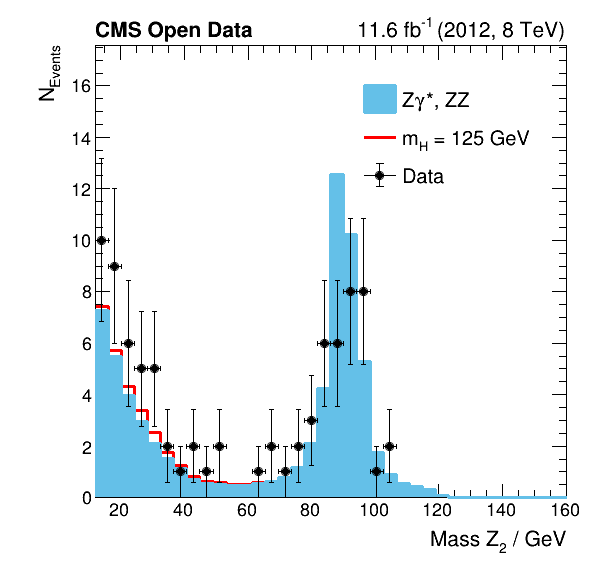 CMS Open Data 11.6 fb⁻¹ (2012, 8 TeV)
N_Events
16
14
12
10
8
6
4
2
0
Zγ*, ZZ
m_H = 125 GeV
Data
20 40 60 80 100 120 140 160
Mass Z₂ / GeV